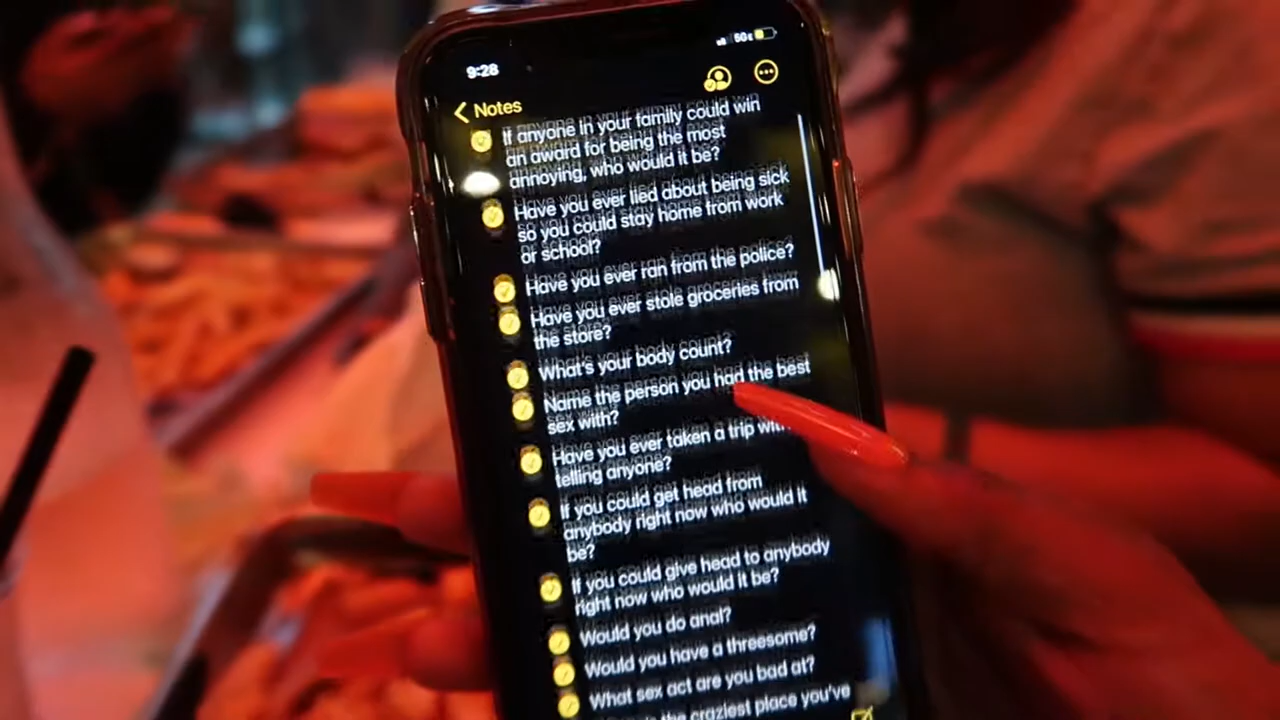 9:28
50%
Notes
If anyone in your family could win
an award for being the most
annoying, who would it be?
Have you ever lied about being sick
so you could stay home from work
or school?
Have you ever ran from the police?
Have you ever stole groceries from
the store?
What's your body count?
Name the person you had the best
sex with?
Have you ever taken a trip
telling anyone?
If you could get head from
anybody right now who would it
be?
If you could give head to anybody
right now who would it be?
Would you do anal?
Would you have a threesome?
What sex act are you bad at?
the craziest place you've